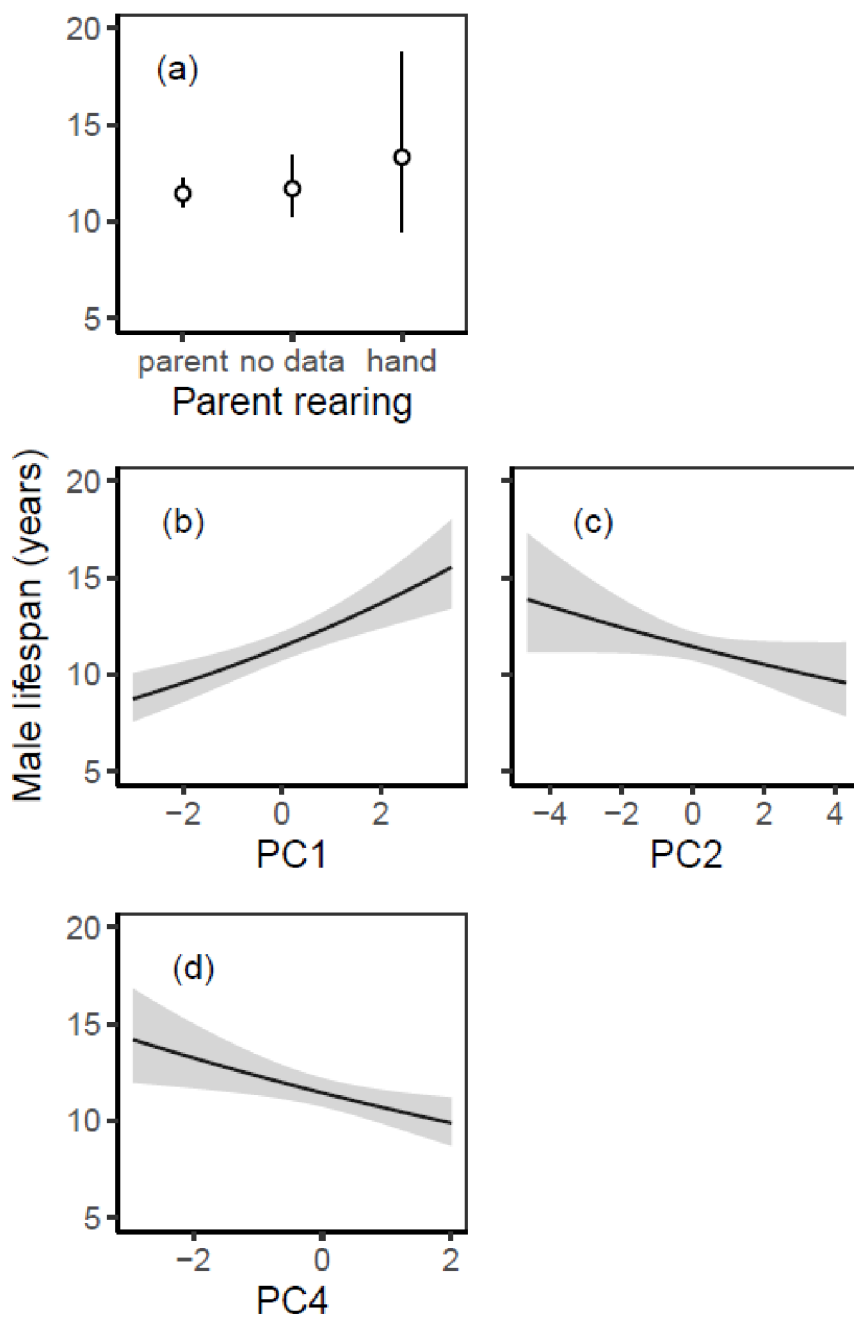 20
(a)
15
10
5
parent no data hand
Parent rearing
Male lifespan (years)
20
(b)
15
10
5
−2 0 2
PC1
(c)
−4 −2 0 2 4
PC2
20
(d)
15
10
5
−2 0 2
PC4